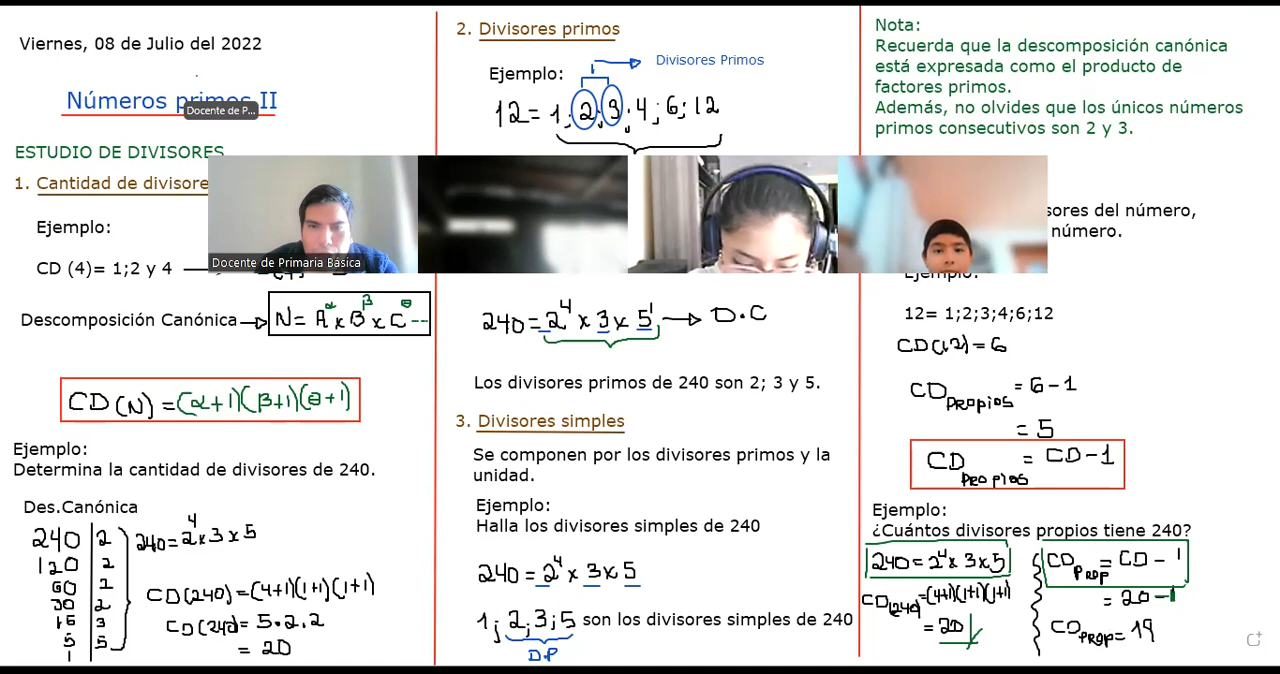 Viernes, 08 de Julio del 2022
Números primos II
Docente de P...
ESTUDIO DE DIVISORES
1. Cantidad de divisore
Ejemplo:
CD (4)= 1;2 y 4
Descomposición Canónica → N = A^α x B^β x C^θ ...
CD(N) = (α+1)(β+1)(θ+1)
Ejemplo:
Determina la cantidad de divisores de 240.
Des.Canónica
240 | 2
120 | 2
60 | 2
30 | 2
15 | 3
5 | 5
1
240 = 2^4 x 3 x 5
CD(240) = (4+1)(1+1)(1+1)
CD(240) = 5.2.2
= 20
2. Divisores primos
Ejemplo:
Divisores Primos
12 = 1; 2; 3; 4; 6; 12
Docente de Primaria Básica
240 = 2^4 x 3 x 5^1 → D.C
Los divisores primos de 240 son 2; 3 y 5.
3. Divisores simples
Se componen por los divisores primos y la
unidad.
Ejemplo:
Halla los divisores simples de 240
240 = 2^4 x 3 x 5
1; 2; 3; 5 son los divisores simples de 240
D.P
Nota:
Recuerda que la descomposición canónica
está expresada como el producto de
factores primos.
Además, no olvides que los únicos números
primos consecutivos son 2 y 3.
sores del número,
número.
Ejemplo:
12= 1;2;3;4;6;12
CD(12) = 6
CD PROPIOS = 6-1
= 5
CD PROPIOS = CD-1
Ejemplo:
¿Cuántos divisores propios tiene 240?
240 = 2^4 x 3 x 5
CD(240) = (4+1)(1+1)(1+1)
= 20
CD PROP = CD - 1
= 20 - 1
CD PROP = 19